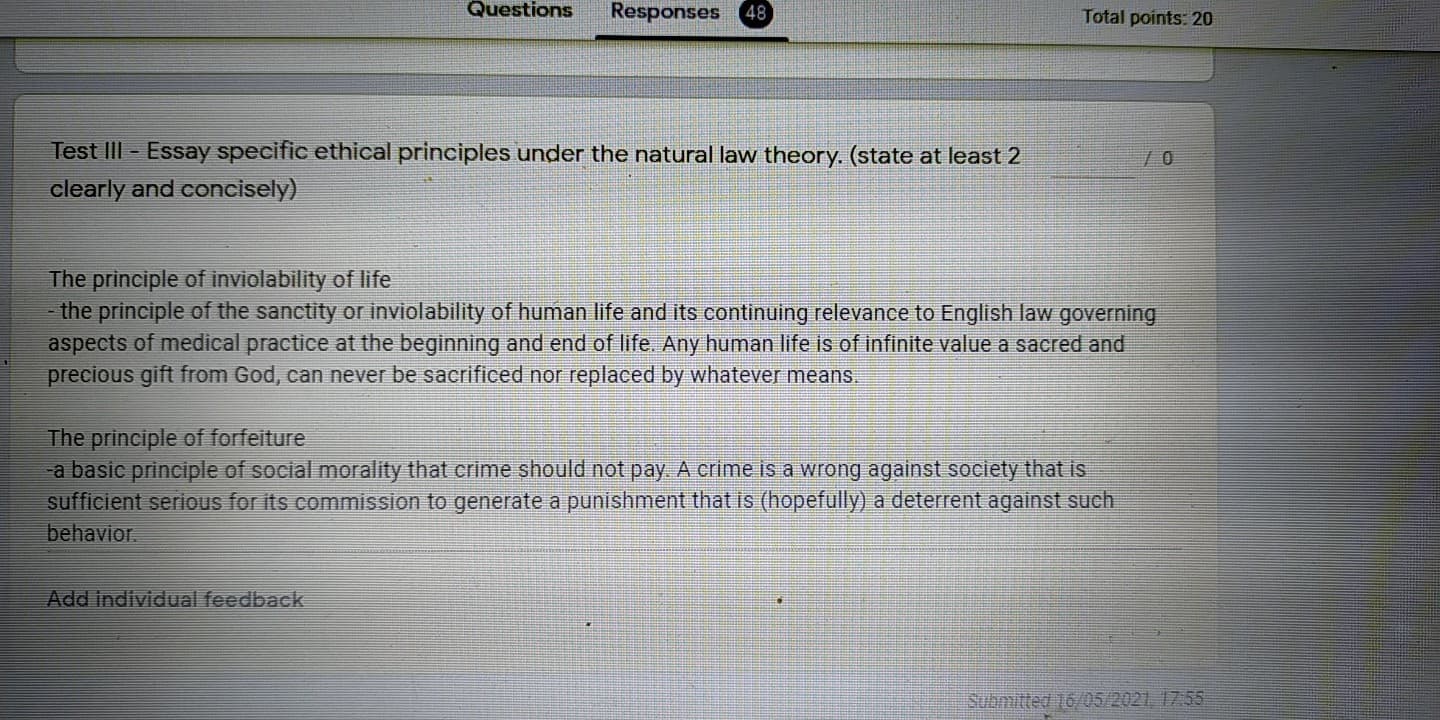 Questions Responses 48 Total points: 20
Test III - Essay specific ethical principles under the natural law theory. (state at least 2 / 0
clearly and concisely)
The principle of inviolability of life
- the principle of the sanctity or inviolability of human life and its continuing relevance to English law governing
aspects of medical practice at the beginning and end of life. Any human life is of infinite value a sacred and
precious gift from God, can never be sacrificed nor replaced by whatever means.
The principle of forfeiture
-a basic principle of social morality that crime should not pay. A crime is a wrong against society that is
sufficient serious for its commission to generate a punishment that is (hopefully) a deterrent against such
behavior.
Add individual feedback
Submitted 16/05/2021, 17:55